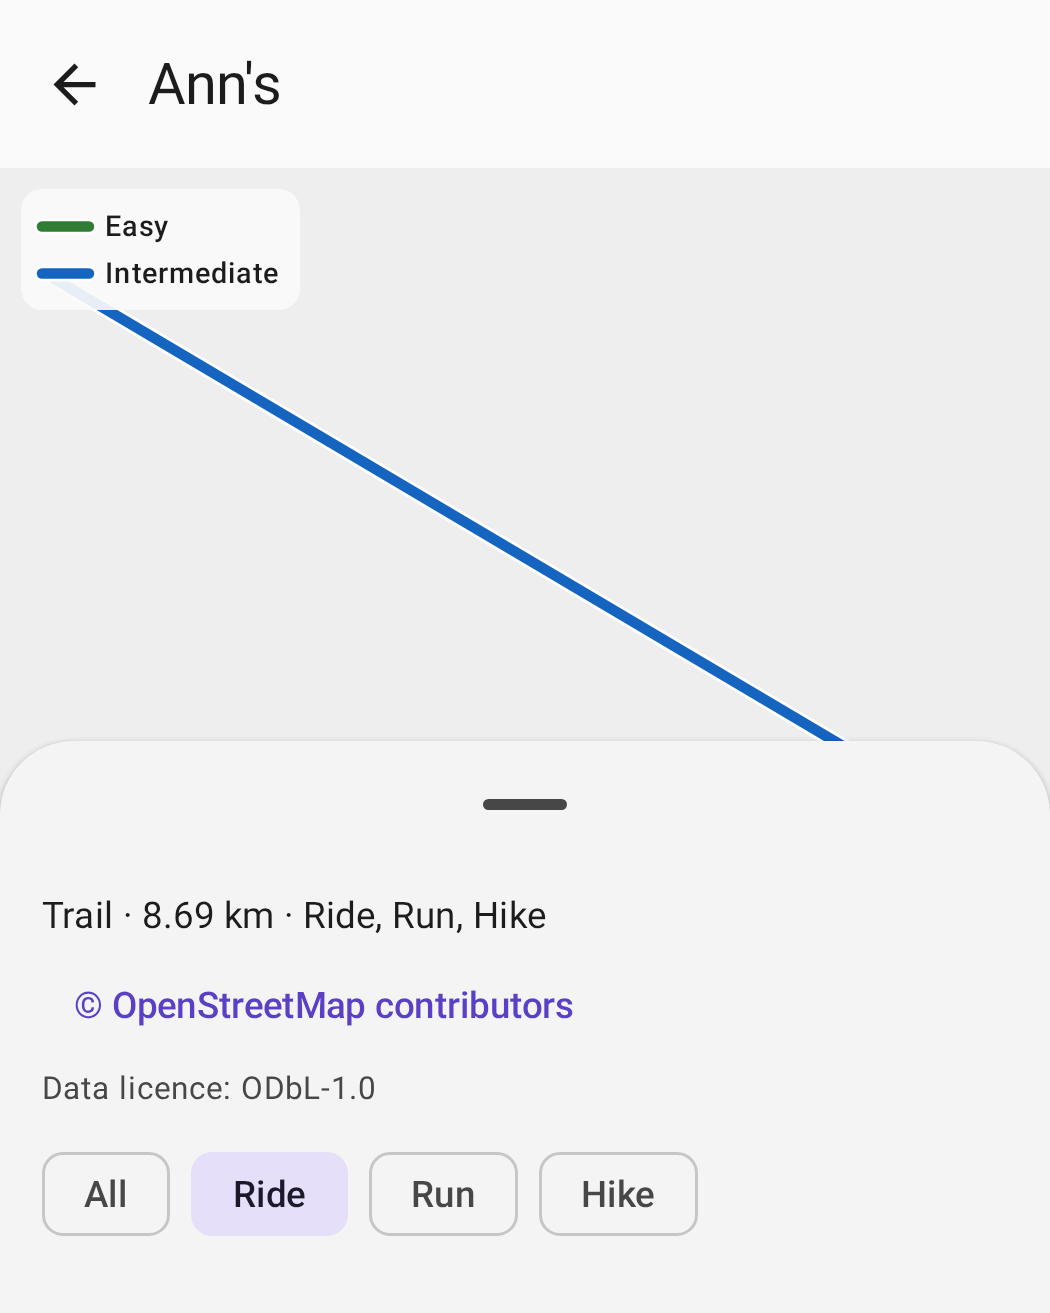 Ann's
Easy
Intermediate
Trail · 8.69 km · Ride, Run, Hike
© OpenStreetMap contributors
Data licence: ODbL-1.0
All
Ride
Run
Hike